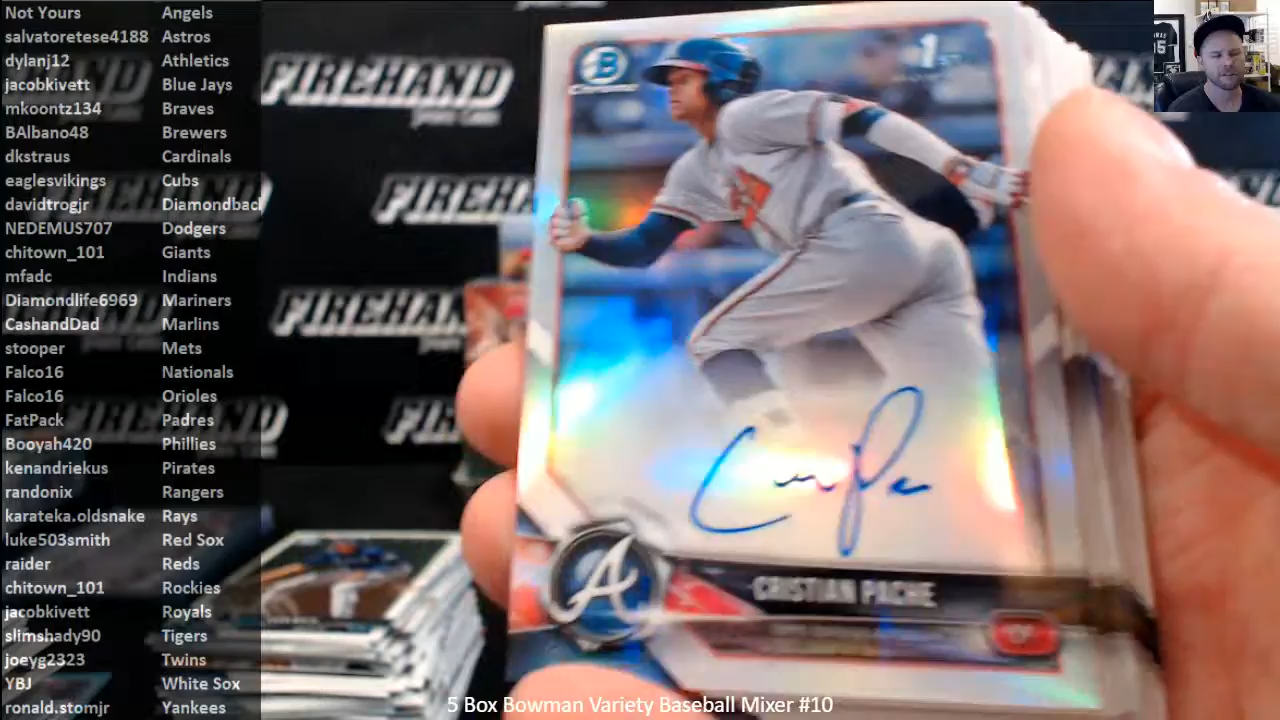 Not Yours Angels
salvatoretese4188 Astros
dylanj12 Athletics
jacobkivett Blue Jays
mkoontz134 Braves
BAlbano48 Brewers
dkstraus Cardinals
eaglesvikings Cubs
davidtrogjr Diamondback
NEDEMUS707 Dodgers
chitown_101 Giants
mfadc Indians
Diamondlife6969 Mariners
CashandDad Marlins
stooper Mets
Falco16 Nationals
Falco16 Orioles
FatPack Padres
Booyah420 Phillies
kenandriekus Pirates
randonix Rangers
karateka.oldsnake Rays
luke503smith Red Sox
raider Reds
chitown_101 Rockies
jacobkivett Royals
slimshady90 Tigers
joeyg2323 Twins
YBJ White Sox
ronald.stomjr Yankees
FIREHAND
FIREHAND
FIREHAND
B
Chrome
1st
A
CRISTIAN PACHE
5 Box Bowman Variety Baseball Mixer #10